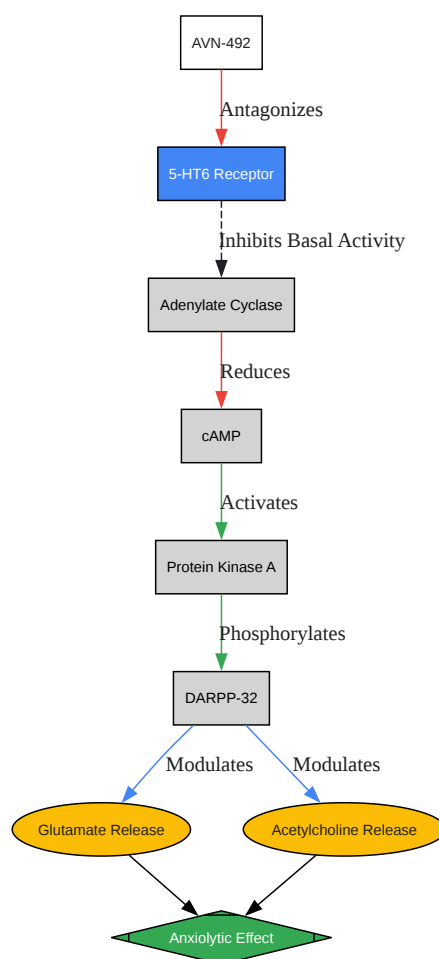 AVN-492
Antagonizes
5-HT6 Receptor
Inhibits Basal Activity
Adenylate Cyclase
Reduces
cAMP
Activates
Protein Kinase A
Phosphorylates
DARPP-32
Modulates
Modulates
Glutamate Release
Acetylcholine Release
Anxiolytic Effect